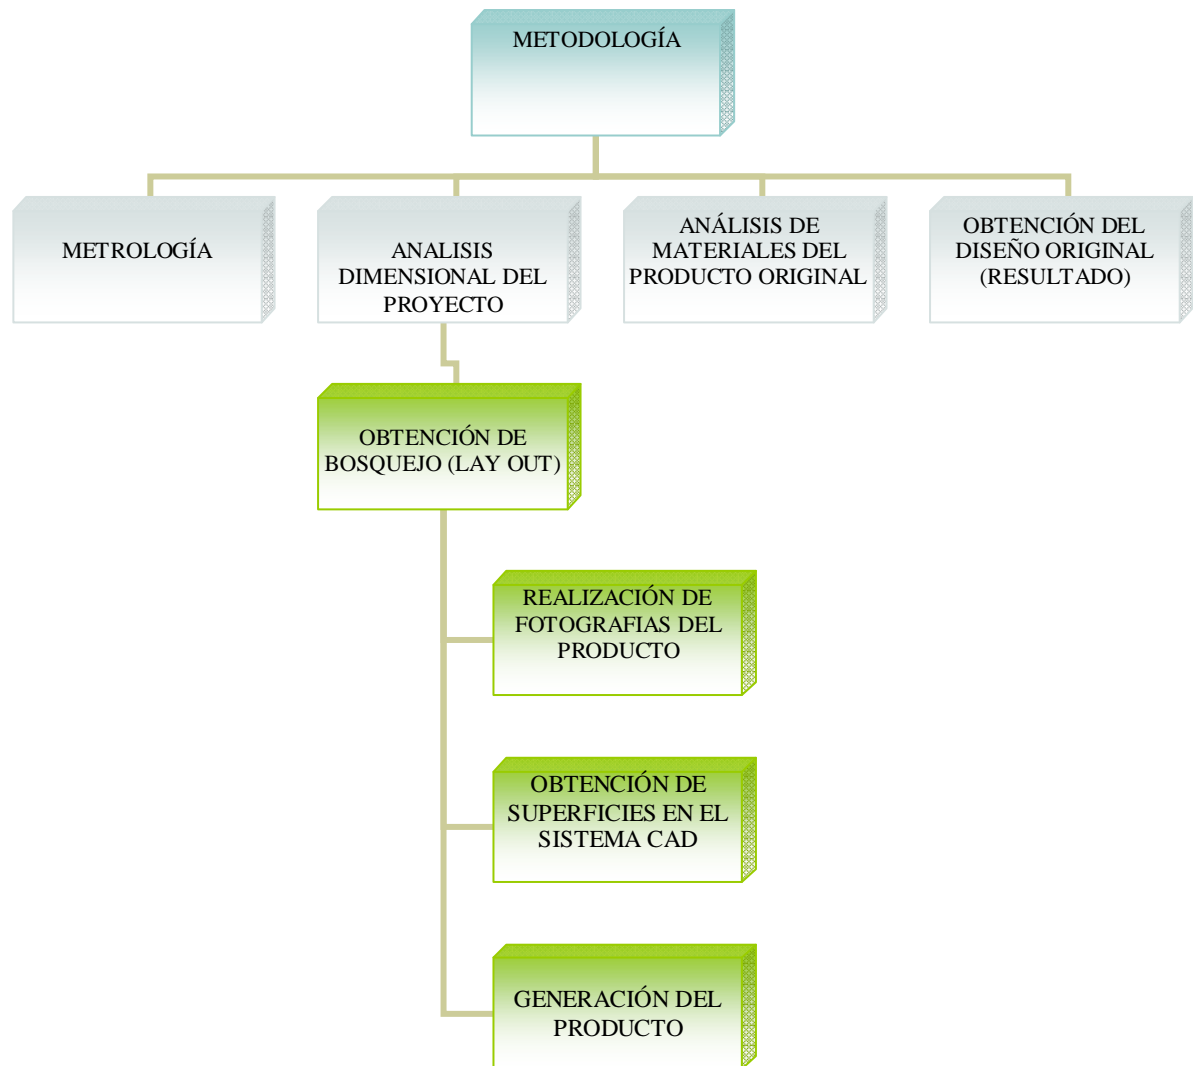 METODOLOGÍA
METROLOGÍA
ANALISIS
DIMENSIONAL DEL
PROYECTO
ANÁLISIS DE
MATERIALES DEL
PRODUCTO ORIGINAL
OBTENCIÓN DEL
DISEÑO ORIGINAL
(RESULTADO)
OBTENCIÓN DE
BOSQUEJO (LAY OUT)
REALIZACIÓN DE
FOTOGRAFIAS DEL
PRODUCTO
OBTENCIÓN DE
SUPERFICIES EN EL
SISTEMA CAD
GENERACIÓN DEL
PRODUCTO